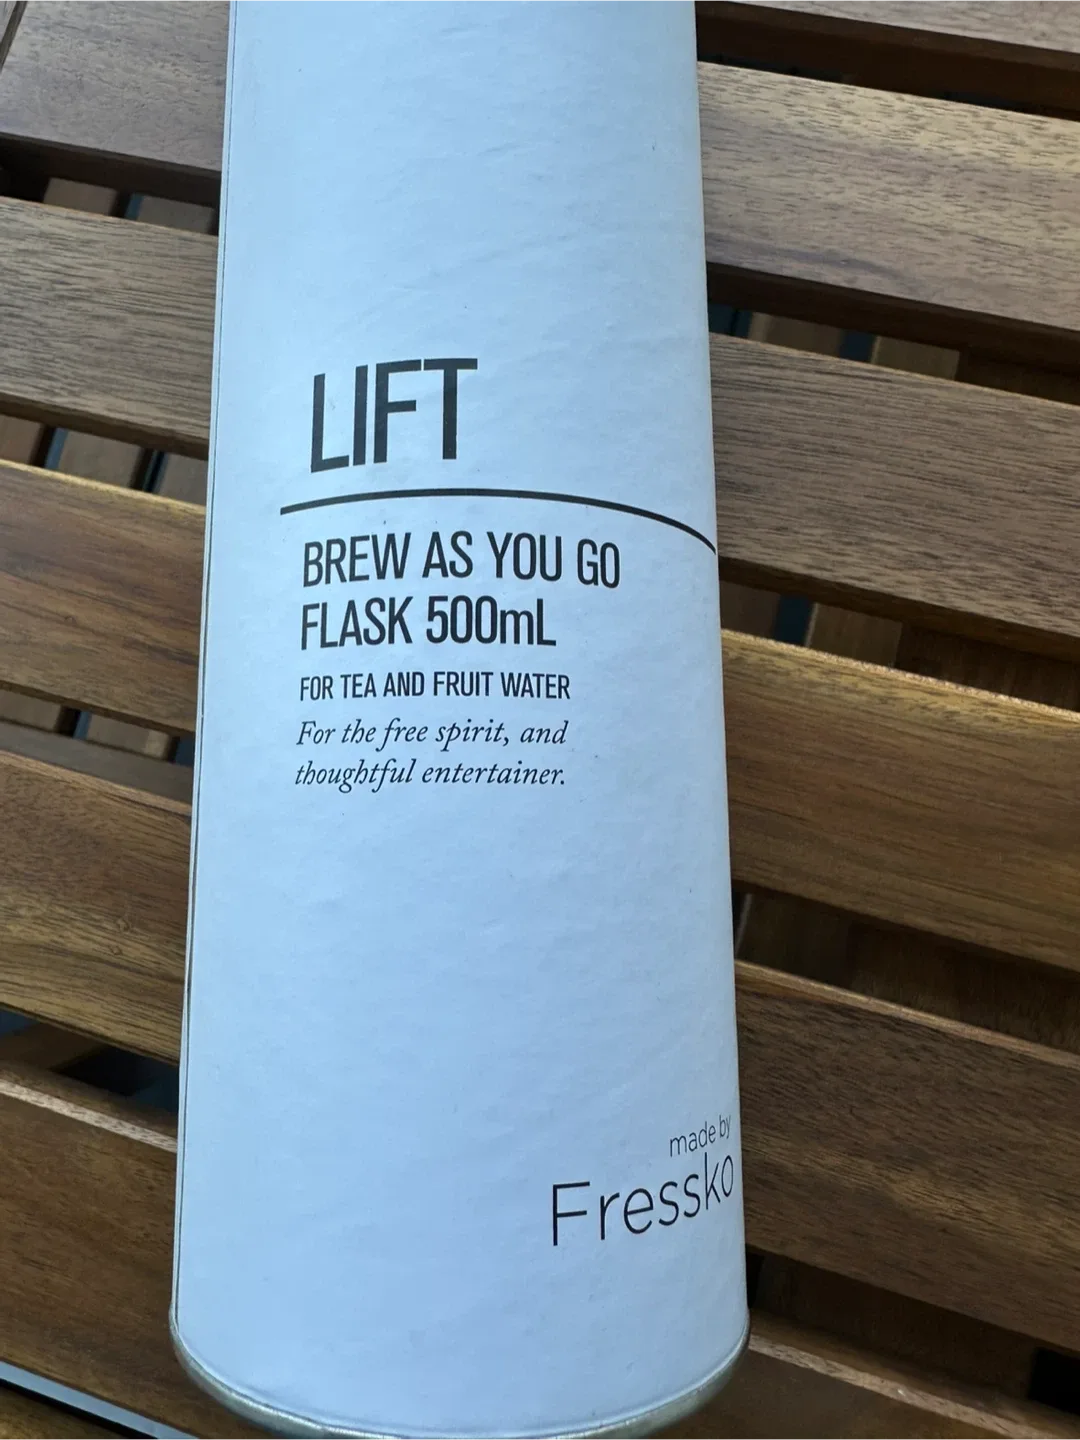 LIFT
BREW AS YOU GO
FLASK 500mL
FOR TEA AND FRUIT WATER
For the free spirit, and
thoughtful entertainer.
made by
Fressko